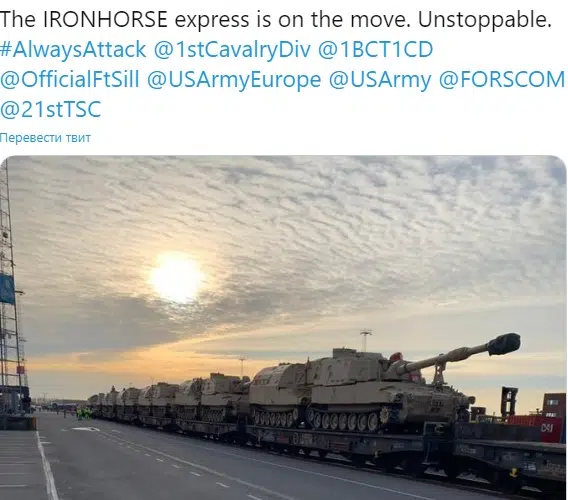 The IRONHORSE express is on the move. Unstoppable.
#AlwaysAttack @1stCavalryDiv @1BCT1CD
@OfficialFtSill @USArmyEurope @USArmy @FORSCOM
@21stTSC
Перевести твит